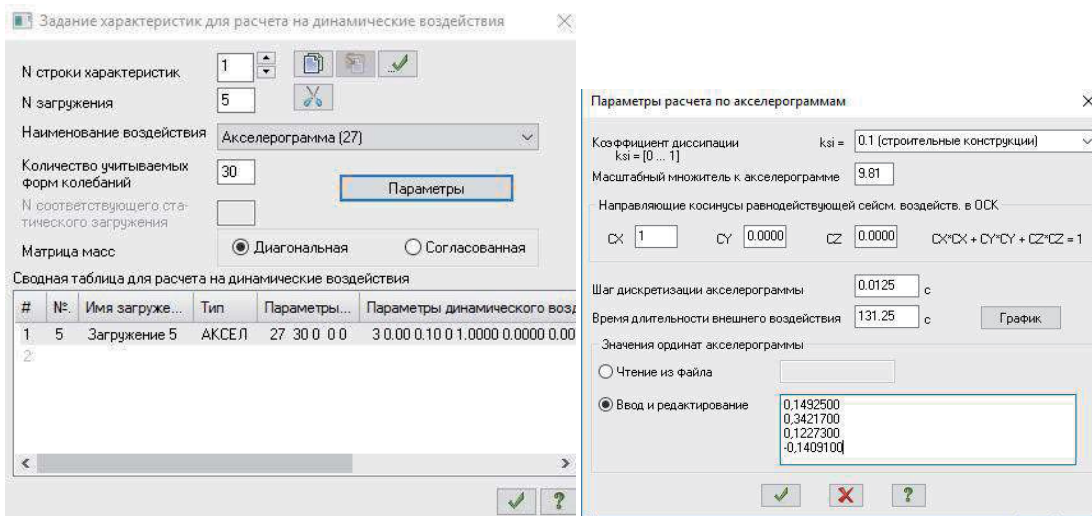 Задание характеристик для расчета на динамические воздействия
N строки характеристик 1
N загружения 5
Наименование воздействия Акселерограмма (27)
Количество учитываемых
форм колебаний 30
Параметры
N соответствующего ста-
тического загружения
Матрица масс Диагональная Согласованная
Сводная таблица для расчета на динамические воздействия
# №. Имя загруже... Тип Параметры... Параметры динамического возд
1 5 Загружение 5 АКСЕЛ 27 30 0 0 0 3 0.00 0.10 0 1.0000 0.0000 0.00
2
?
Параметры расчета по акселерограммам
Коэффициент диссипации ksi = 0.1 (строительные конструкции)
ksi = [0 ... 1]
Масштабный множитель к акселерограмме 9.81
Направляющие косинусы равнодействующей сейсм. воздейств. в ОСК
CX 1 CY 0.0000 CZ 0.0000 CX*CX + CY*CY + CZ*CZ = 1
Шаг дискретизации акселерограммы 0.0125 с
Время длительности внешнего воздействия 131.25 с График
Значения ординат акселерограммы
Чтение из файла
Ввод и редактирование 0,1492500
0,3421700
0,1227300
-0,1409100
?